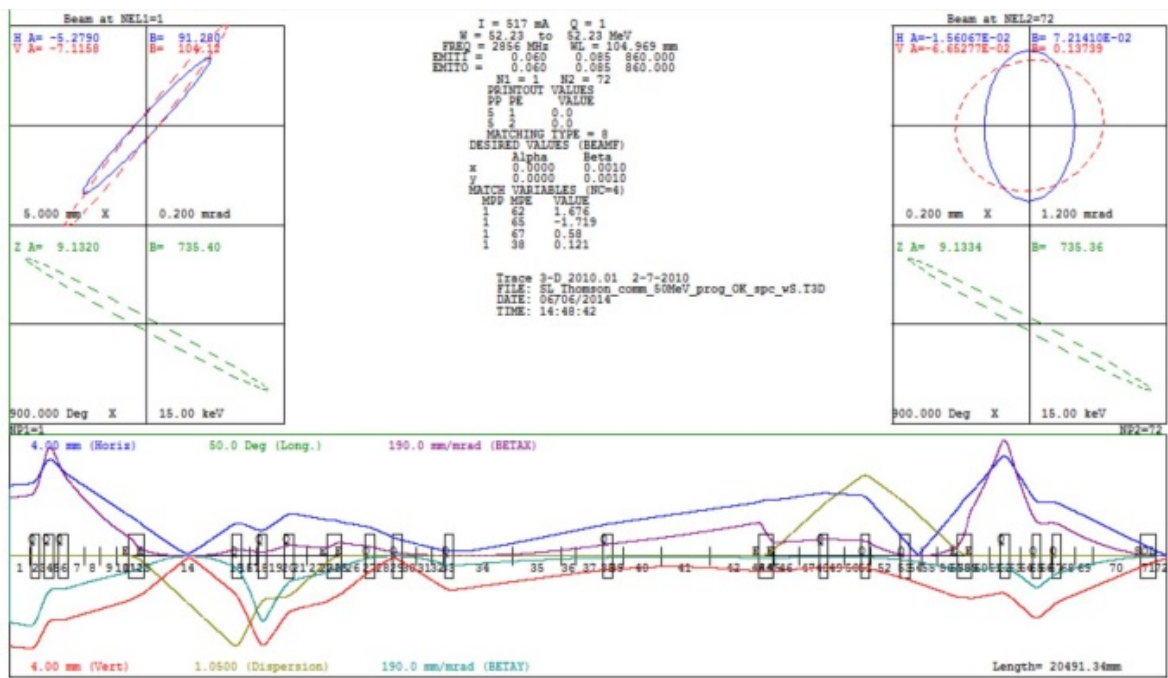 Beam at NEL1=1
H A= -5.2790 B= 91.280
V A= -7.1158 B= 104.12
5.000 mm X 0.200 mrad
Z A= 9.1320 B= 735.40
900.000 Deg X 15.00 keV
NP1=1
I = 517 mA Q = 1
W = 52.23 to 52.23 MeV
FREQ = 2856 MHz WL = 104.969 mm
EMITI = 0.060 0.085 860.000
EMITO = 0.060 0.085 860.000
N1 = 1 N2 = 72
PRINTOUT VALUES
PP PE VALUE
5 1 0.0
5 2 0.0
MATCHING TYPE = 8
DESIRED VALUES (BEAMF)
Alpha Beta
x 0.0000 0.0010
y 0.0000 0.0010
MATCH VARIABLES (NC=4)
MPP MPE VALUE
1 62 1.676
1 65 -1.719
1 67 0.58
1 38 0.121
Trace 3-D 2010.01 2-7-2010
FILE: SL_Thomson_comm_50MeV_prog_OK_spc_wS.T3D
DATE: 06/06/2014
TIME: 14:48:42
Beam at NEL2=72
H A=-1.56067E-02 B= 7.21410E-02
V A=-6.65277E-02 B= 0.13739
0.200 mm X 1.200 mrad
Z A= 9.1334 B= 735.36
900.000 Deg X 15.00 keV
NP2=72
4.00 mm (Horiz) 50.0 Deg (Long.) 190.0 mm/mrad (BETAX)
Q Q Q
1 7 8 14 34 35 36 40 41 42 52 70
4.00 mm (Vert) 1.0500 (Dispersion) 190.0 mm/mrad (BETAY) Length= 20491.34mm